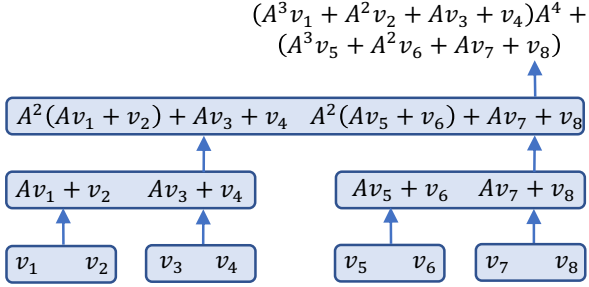 (A³v₁ + A²v₂ + Av₃ + v₄)A⁴ +
(A³v₅ + A²v₆ + Av₇ + v₈)
A²(Av₁ + v₂) + Av₃ + v₄ A²(Av₅ + v₆) + Av₇ + v₈
Av₁ + v₂ Av₃ + v₄ Av₅ + v₆ Av₇ + v₈
v₁ v₂ v₃ v₄ v₅ v₆ v₇ v₈